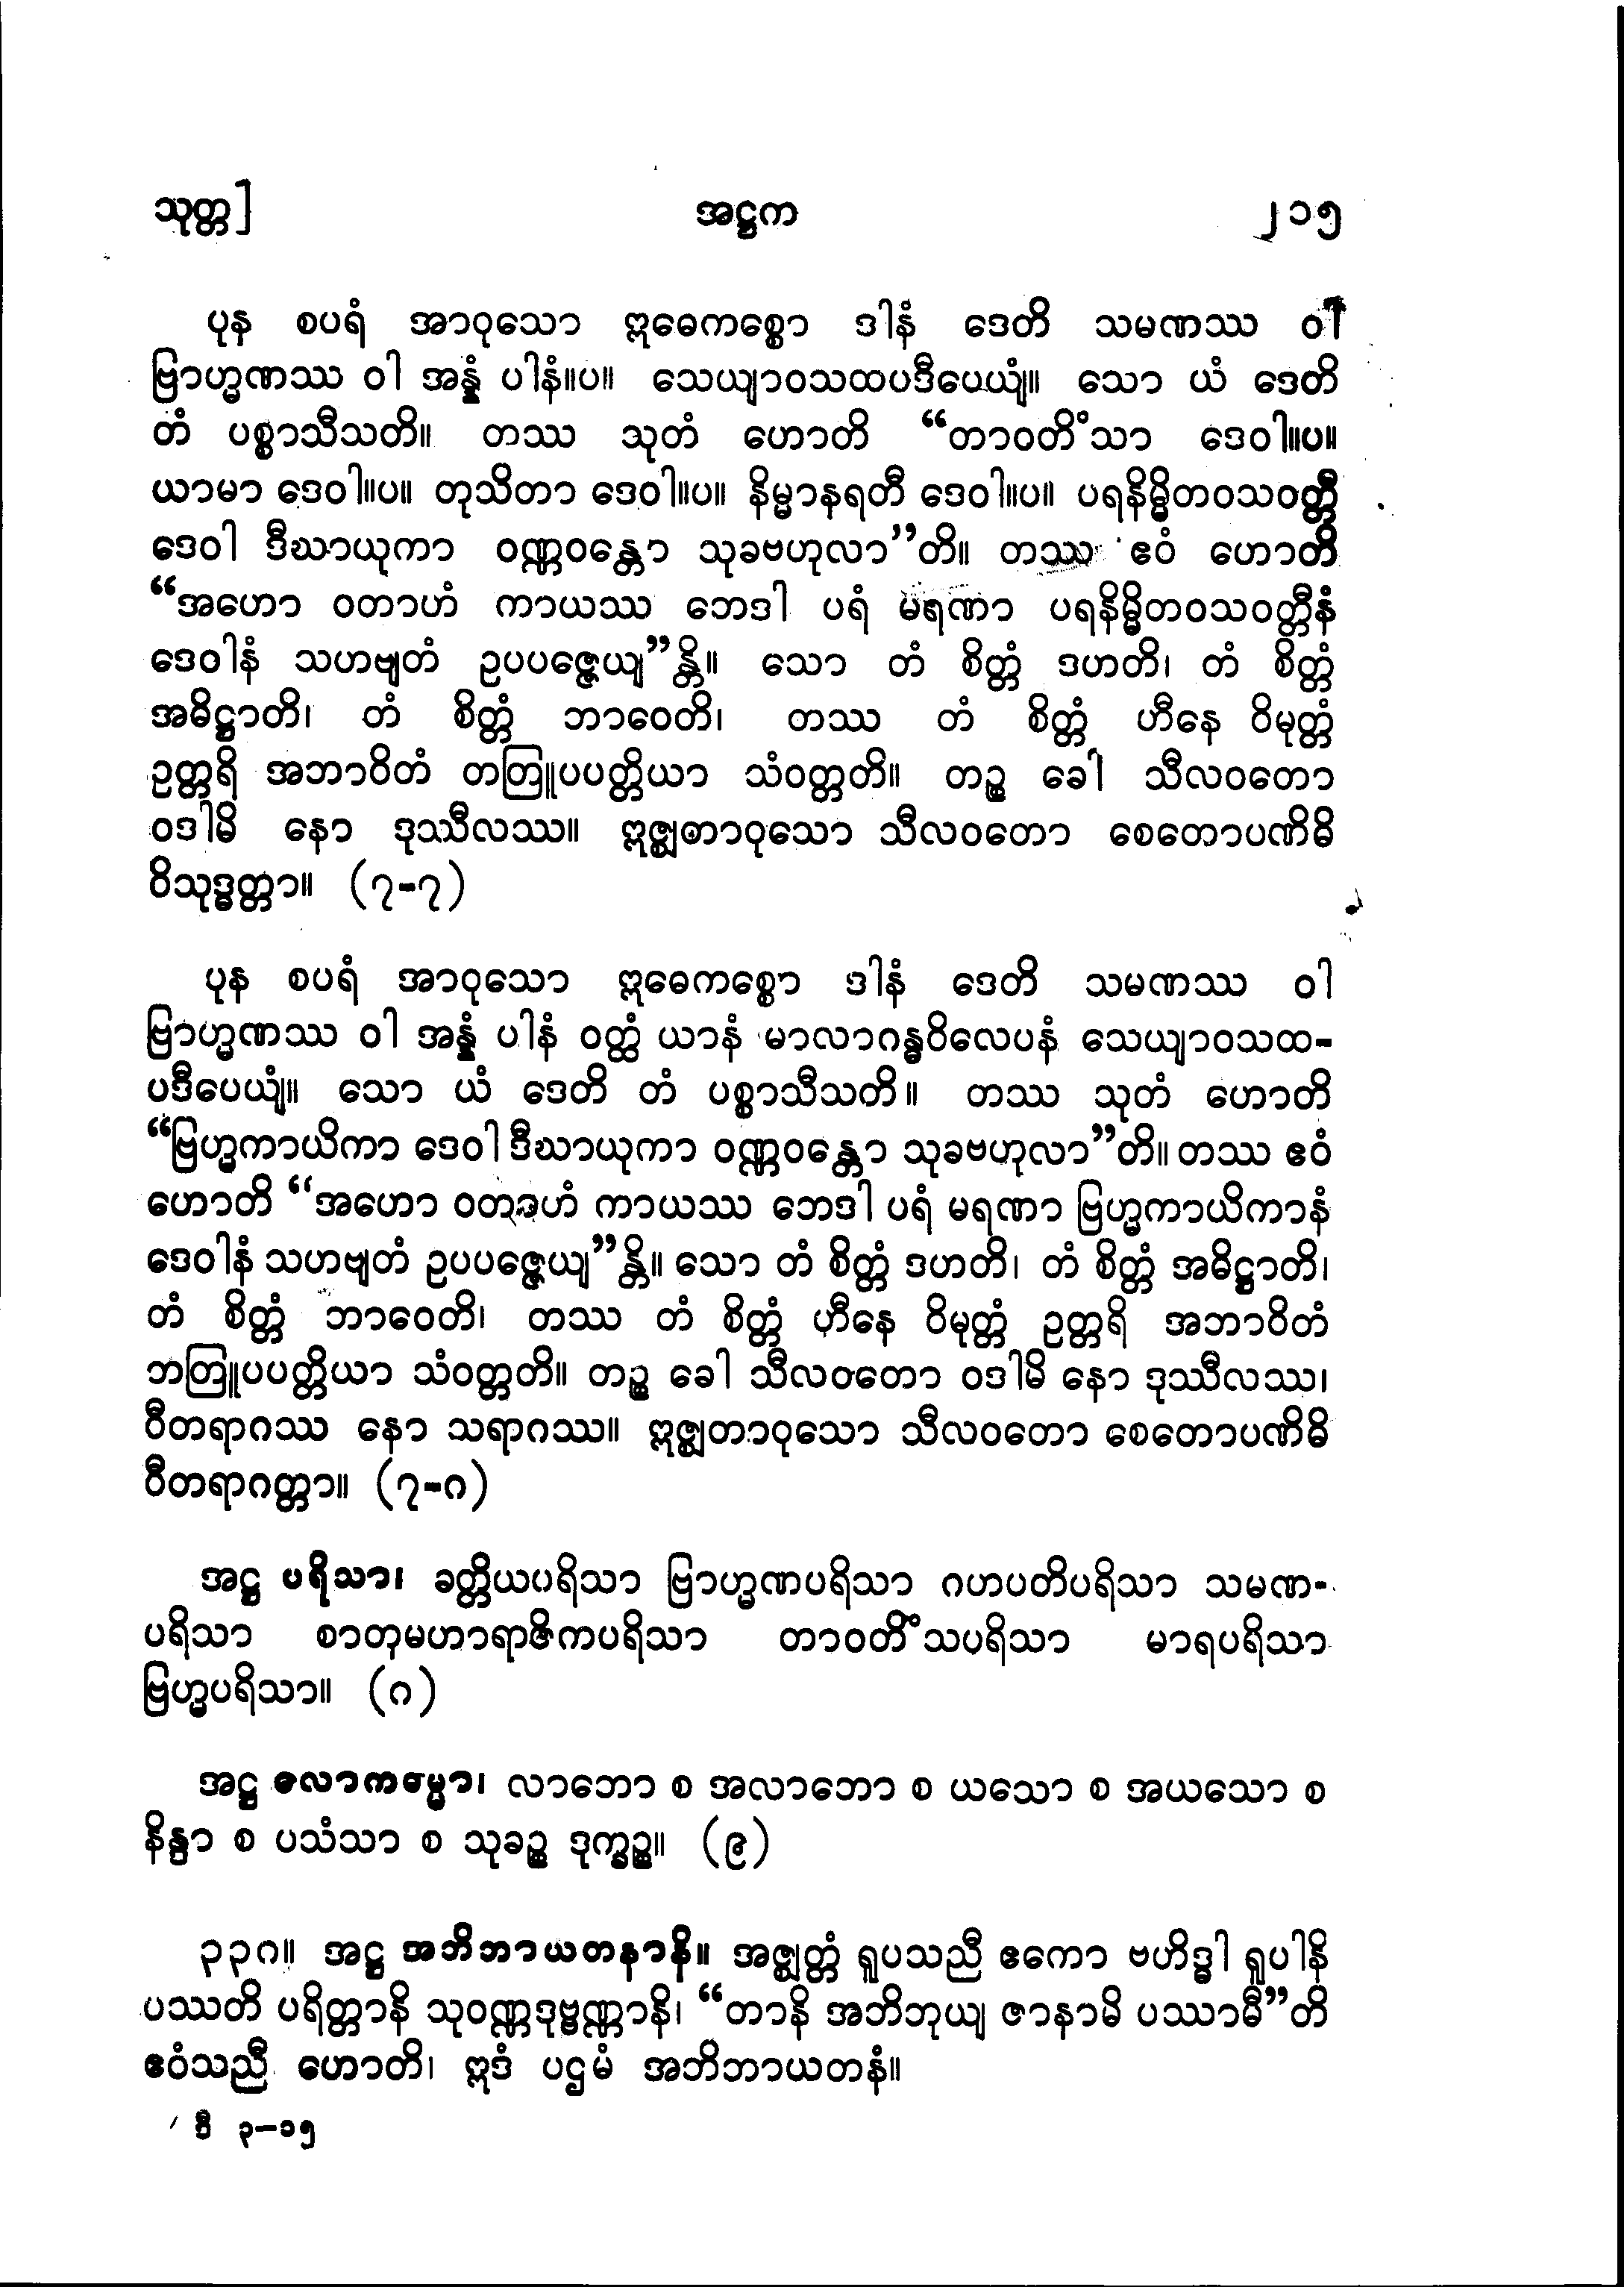 သုတ္တ] အဋ္ဌက ၂၁၅
ပုန စပရံ အာဝုသော ဣဓေကစ္စော ဒါနံ ဒေတိ သမဏဿ ဝါ
ဗြာဟ္မဏဿ ဝါ အန္နံ ပါနံ။ပ။ သေယျာဝသထပဒီပေယျံ။ သော ယံ ဒေတိ
တံ ပစ္စာသီသတိ။ တဿ သုတံ ဟောတိ “တာဝတိံသာ ဒေဝါ။ပ။
ယာမာ ဒေဝါ။ပ။ တုသိတာ ဒေဝါ။ပ။ နိမ္မာနရတီ ဒေဝါ။ပ။ ပရနိမ္မိတဝသဝတ္တီ
ဒေဝါ ဒီဃာယုကာ ဝဏ္ဏဝန္တော သုခဗဟုလာ”တိ။ တဿ ဧဝံ ဟောတိ
“အဟော ဝတာဟံ ကာယဿ ဘေဒါ ပရံ မရဏာ ပရနိမ္မိတဝသဝတ္တီနံ
ဒေဝါနံ သဟဗျတံ ဥပပဇ္ဇေယျ”န္တိ။ သော တံ စိတ္တံ ဒဟတိ၊ တံ စိတ္တံ
အဓိဋ္ဌာတိ၊ တံ စိတ္တံ ဘာဝေတိ၊ တဿ တံ စိတ္တံ ဟီနေ ဝိမုတ္တံ
ဥတ္တရိ အဘာဝိတံ တတြူပပတ္တိယာ သံဝတ္တတိ။ တဉ္စ ခေါ သီလဝတော
ဝဒါမိ နော ဒုဿီလဿ။ ဣဇ္ဈတာဝုသော သီလဝတော စေတောပဏိဓိ
ဝိသုဒ္ဓတ္တာ။ (၇-၇)
ပုန စပရံ အာဝုသော ဣဓေကစ္စော ဒါနံ ဒေတိ သမဏဿ ဝါ
ဗြာဟ္မဏဿ ဝါ အန္နံ ပါနံ ဝတ္ထံ ယာနံ မာလာဂန္ဓဝိလေပနံ သေယျာဝသထ-
ပဒီပေယျံ။ သော ယံ ဒေတိ တံ ပစ္စာသီသတိ။ တဿ သုတံ ဟောတိ
“ဗြဟ္မကာယိကာ ဒေဝါ ဒီဃာယုကာ ဝဏ္ဏဝန္တော သုခဗဟုလာ”တိ။ တဿ ဧဝံ
ဟောတိ “အဟော ဝတာဟံ ကာယဿ ဘေဒါ ပရံ မရဏာ ဗြဟ္မကာယိကာနံ
ဒေဝါနံ သဟဗျတံ ဥပပဇ္ဇေယျ”န္တိ။ သော တံ စိတ္တံ ဒဟတိ၊ တံ စိတ္တံ အဓိဋ္ဌာတိ၊
တံ စိတ္တံ ဘာဝေတိ၊ တဿ တံ စိတ္တံ ဟီနေ ဝိမုတ္တံ ဥတ္တရိ အဘာဝိတံ
တတြူပပတ္တိယာ သံဝတ္တတိ။ တဉ္စ ခေါ သီလဝတော ဝဒါမိ နော ဒုဿီလဿ၊
ဝီတရာဂဿ နော သရာဂဿ။ ဣဇ္ဈတာဝုသော သီလဝတော စေတောပဏိဓိ
ဝီတရာဂတ္တာ။ (၇-ဂ)
အဋ္ဌ ပရိသာ၊ ခတ္တိယပရိသာ ဗြာဟ္မဏပရိသာ ဂဟပတိပရိသာ သမဏ-
ပရိသာ စာတုမဟာရာဇိကပရိသာ တာဝတိံသပရိသာ မာရပရိသာ
ဗြဟ္မပရိသာ။ (ဂ)
အဋ္ဌ လောကဓမ္မာ၊ လာဘော စ အလာဘော စ ယသော စ အယသော စ
နိန္ဒာ စ ပသံသာ စ သုခဉ္စ ဒုက္ခဉ္စ။ (၉)
၃၃ဂ။ အဋ္ဌ အဘိဘာယတနာနိ။ အဇ္ဈတ္တံ ရူပသညီ ဧကော ဗဟိဒ္ဓါ ရူပါနိ
ပဿတိ ပရိတ္တာနိ သုဝဏ္ဏဒုဗ္ဗဏ္ဏာနိ၊ “တာနိ အဘိဘုယျ ဇာနာမိ ပဿာမီ”တိ
ဧဝံသညီ ဟောတိ၊ ဣဒံ ပဌမံ အဘိဘာယတနံ။
ဒီ ၃-၁၅